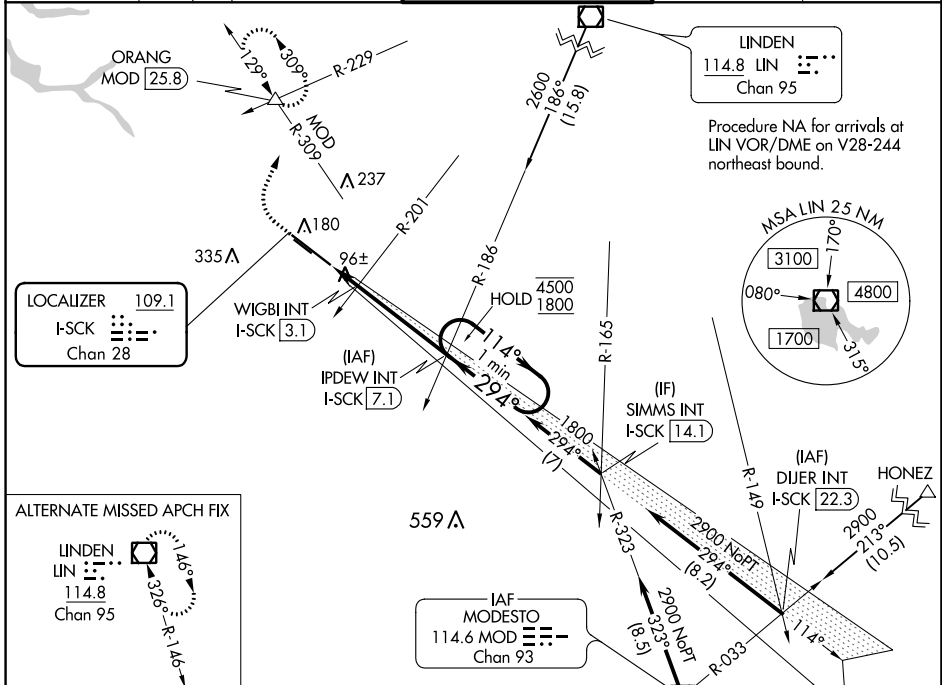 ORANG
MOD 25.8
129°
309°
R-229
MOD
R-309
2600
186°
(15.8)
LINDEN
114.8 LIN
Chan 95
Procedure NA for arrivals at
LIN VOR/DME on V28-244
northeast bound.
237
180
335
96±
R-201
R-186
R-165
MSA LIN 25 NM
3100
170°
080°
4800
1700
315°
LOCALIZER 109.1
I-SCK
Chan 28
WIGBI INT
I-SCK 3.1
HOLD 4500
1800
114°
1 min
294°
(IAF)
IPDEW INT
I-SCK 7.1
(IF)
SIMMS INT
I-SCK 14.1
1800
294°
(7)
R-149
(IAF)
DIJER INT
I-SCK 22.3
HONEZ
2900
213°
(10.5)
559
R-323
2900 NoPT
294°
(8.2)
2900 NoPT
323°
(8.5)
R-033
114°
IAF
MODESTO
114.6 MOD
Chan 93
ALTERNATE MISSED APCH FIX
LINDEN
LIN
114.8
Chan 95
146°
326°
R-146